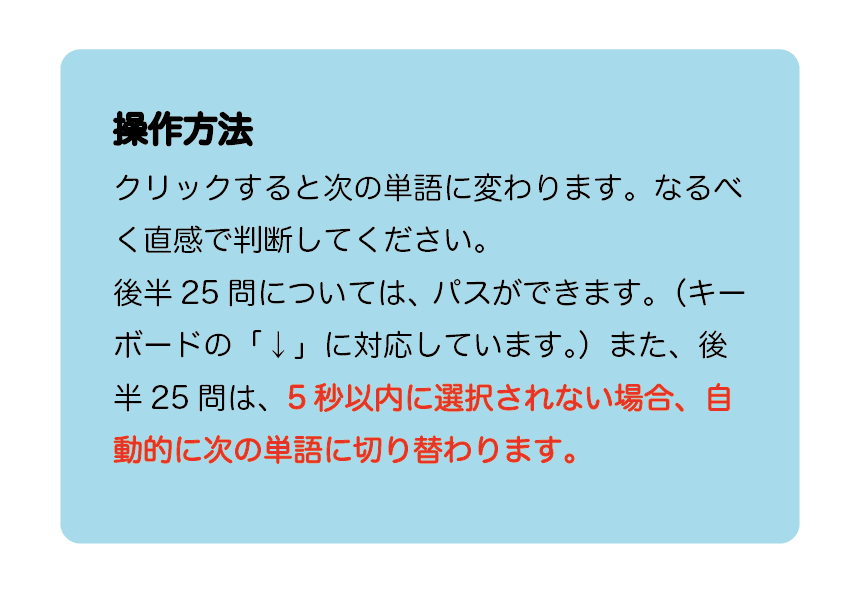 操作方法
クリックすると次の単語に変わります。なるべ
く直感で判断してください。
後半 25 問については、パスができます。（キー
ボードの「↓」に対応しています。）また、後
半 25 問は、5 秒以内に選択されない場合、自
動的に次の単語に切り替わります。